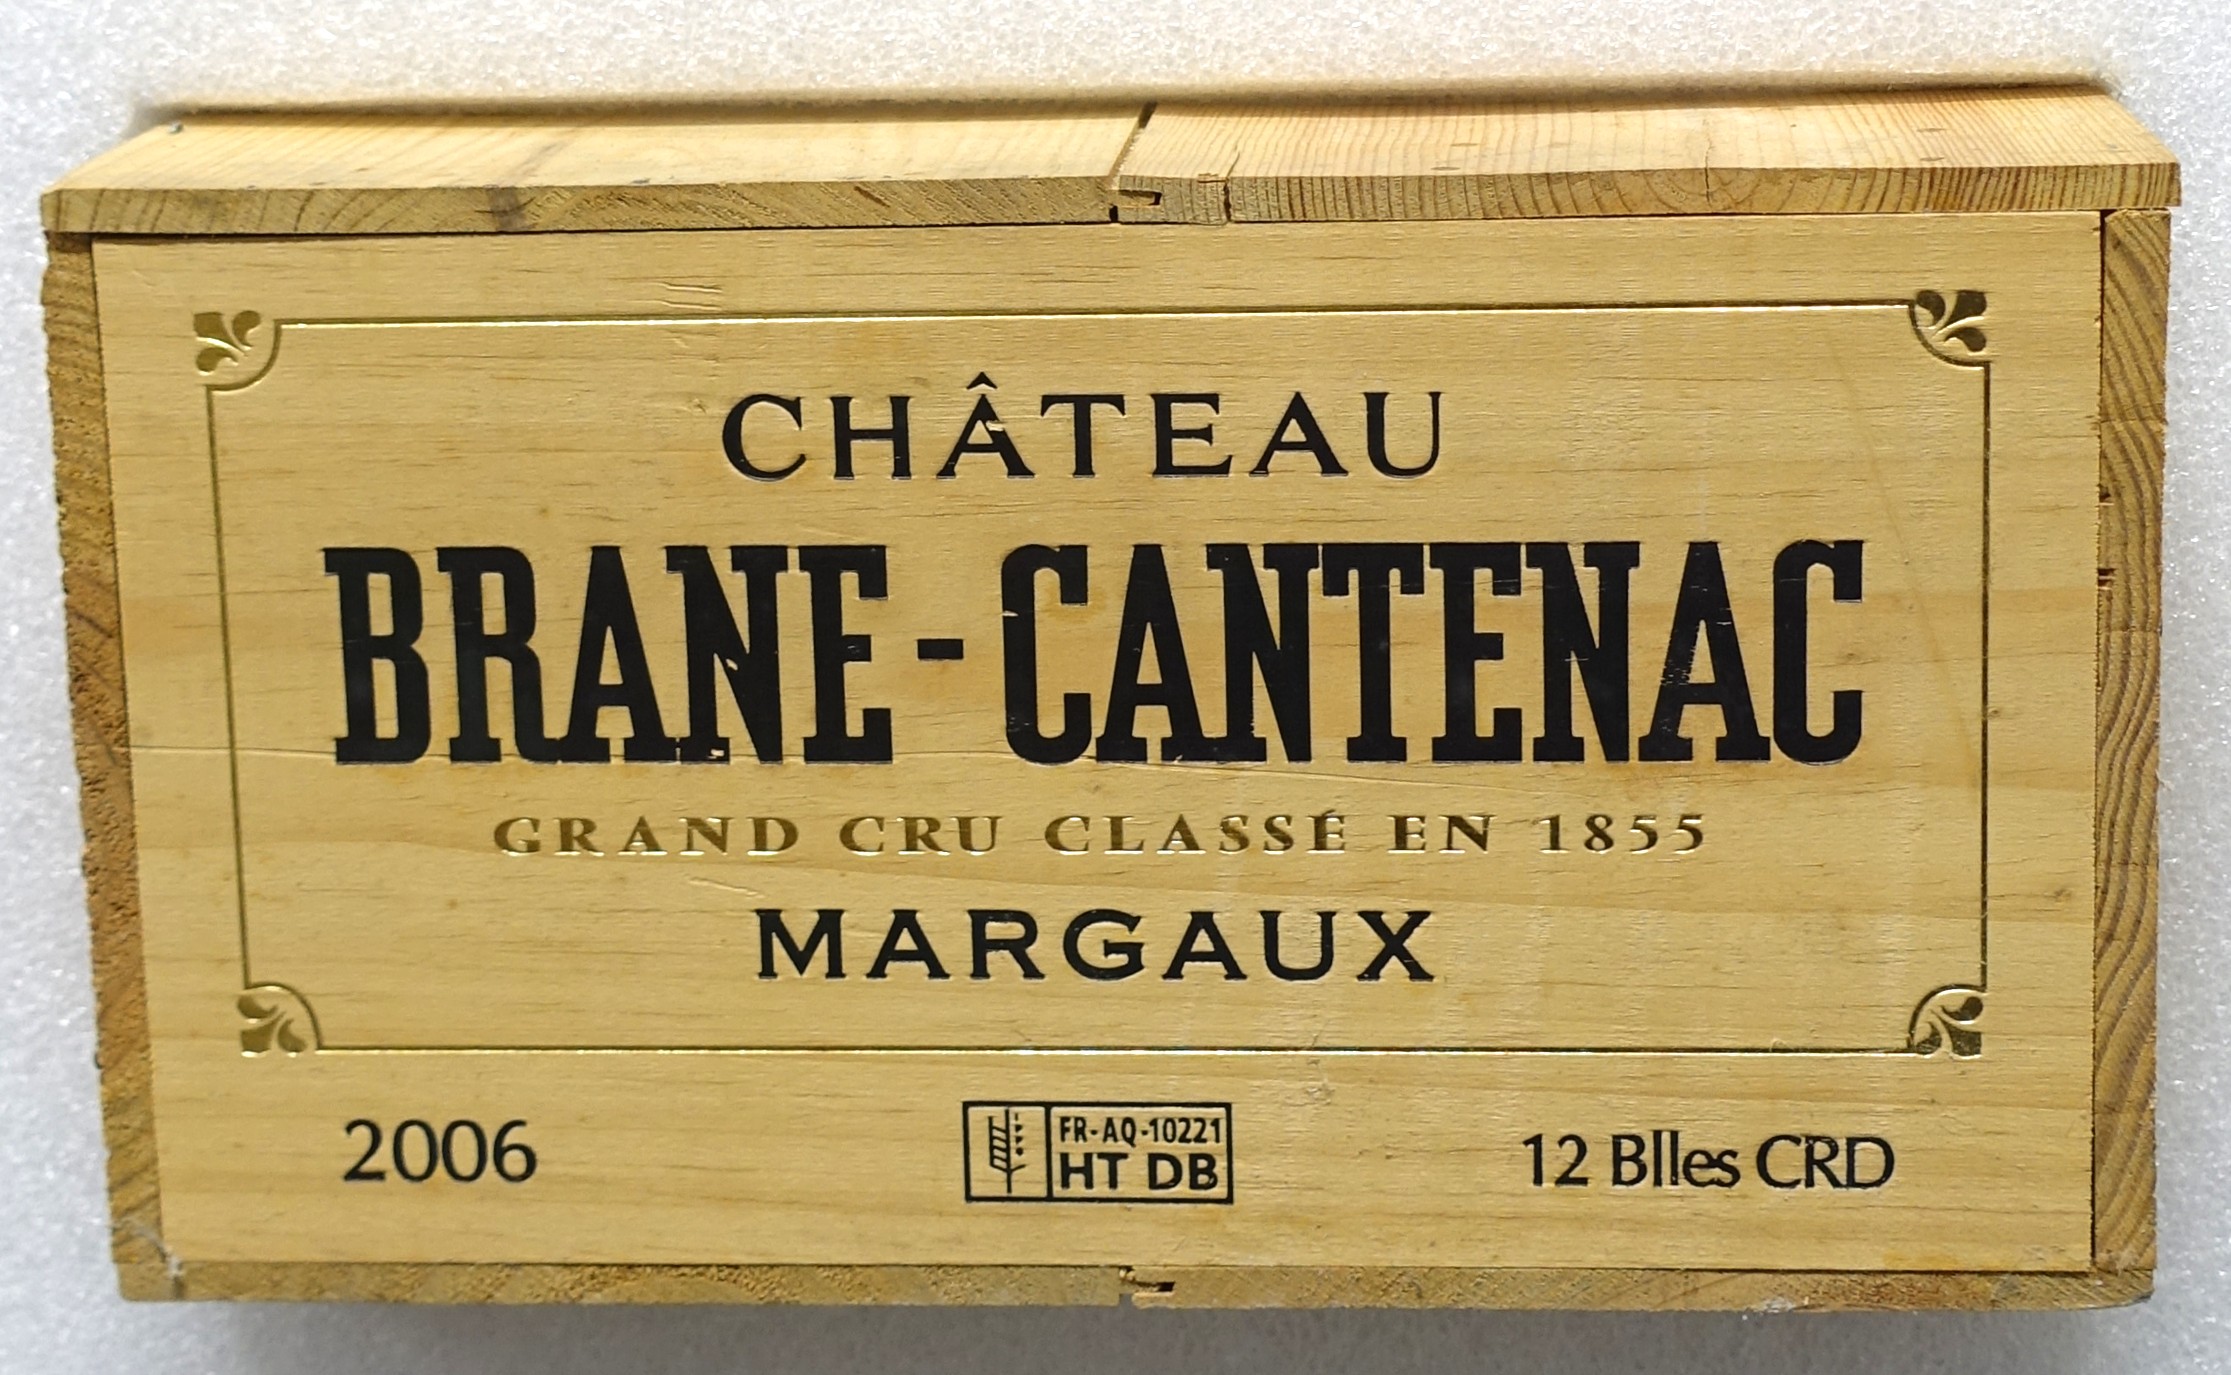 CHÂTEAU
BRANE-CANTENAC
GRAND CRU CLASSÉ EN 1855
MARGAUX
2006
FR-AQ-10221
HT DB
12 Blles CRD